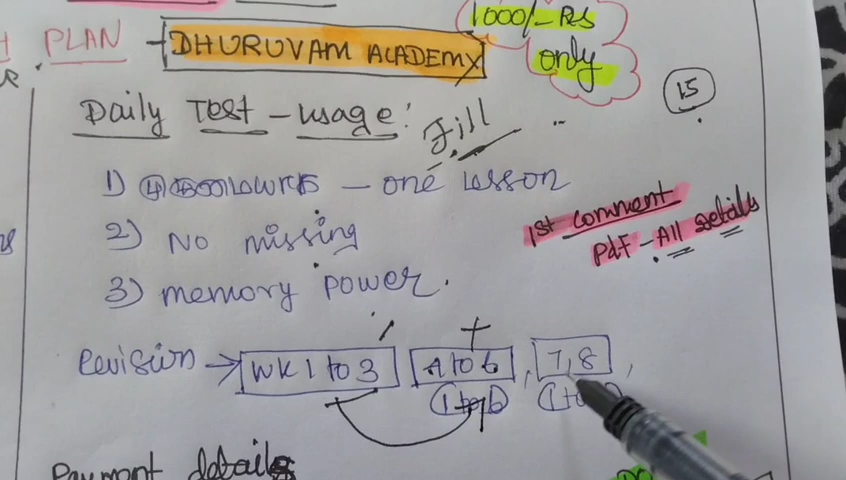 PLAN - DHURUVAM ACADEMY
1000/- RS
only
15
Daily Test - usage:
Fill
1) - one lesson
2) No missing
3) memory power.
1st comment
PdF - All details
Revision → WK 1 to 3 4 to 6, 7,8,
Payment details